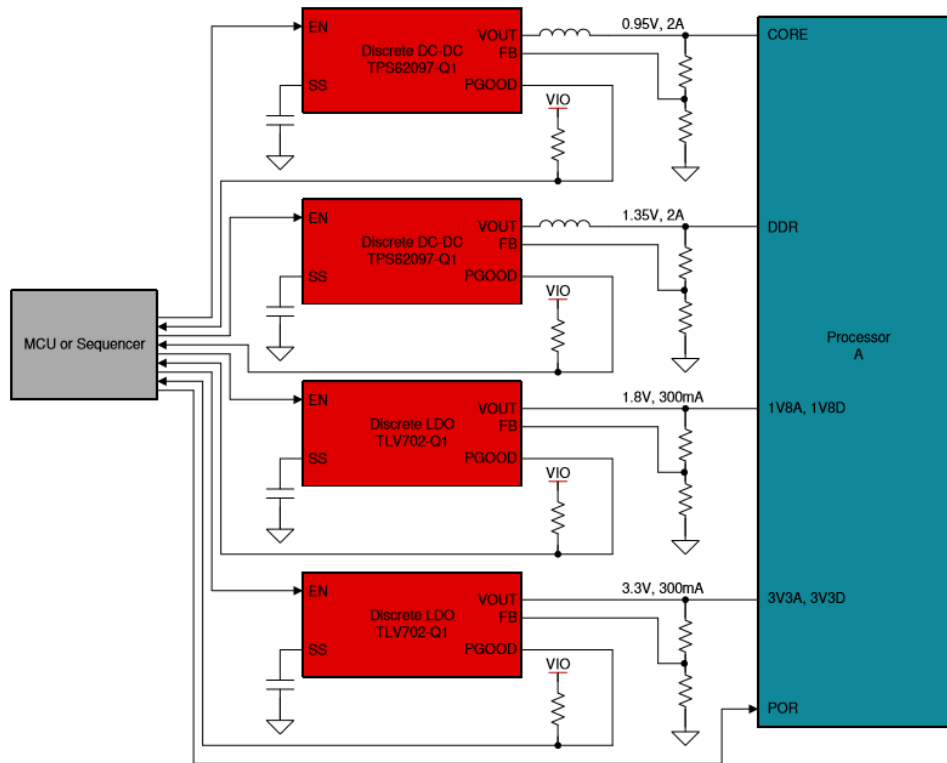 EN
Discrete DC-DC
TPS62097-Q1
VOUT
FB
SS
PGOOD
0.95V, 2A
CORE
VIO
EN
Discrete DC-DC
TPS62097-Q1
VOUT
FB
SS
PGOOD
1.35V, 2A
DDR
VIO
MCU or Sequencer
Processor
A
EN
Discrete LDO
TLV702-Q1
VOUT
FB
SS
PGOOD
1.8V, 300mA
1V8A, 1V8D
VIO
EN
Discrete LDO
TLV702-Q1
VOUT
FB
SS
PGOOD
3.3V, 300mA
3V3A, 3V3D
VIO
POR